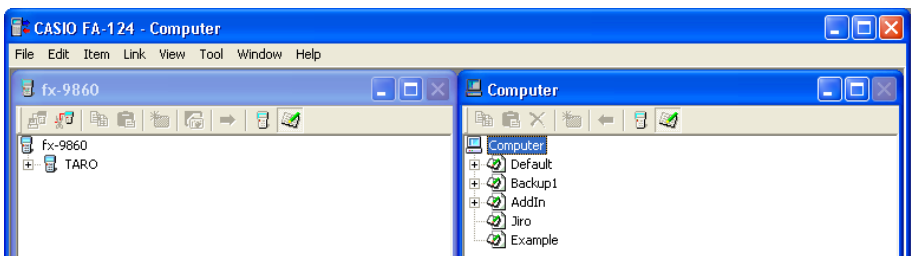 CASIO FA-124 - Computer
File Edit Item Link View Tool Window Help
fx-9860
fx-9860
TARO
Computer
Computer
Default
Backup1
AddIn
Jiro
Example